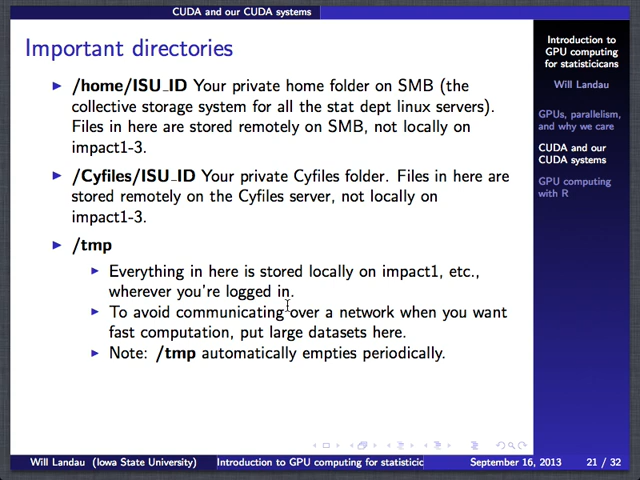 CUDA and our CUDA systems
Important directories
/home/ISU_ID Your private home folder on SMB (the
collective storage system for all the stat dept linux servers).
Files in here are stored remotely on SMB, not locally on
impact1-3.
/Cyfiles/ISU_ID Your private Cyfiles folder. Files in here are
stored remotely on the Cyfiles server, not locally on
impact1-3.
/tmp
Everything in here is stored locally on impact1, etc.,
wherever you're logged in.
To avoid communicating over a network when you want
fast computation, put large datasets here.
Note: /tmp automatically empties periodically.
Introduction to
GPU computing
for statisticicans
Will Landau
GPUs, parallelism,
and why we care
CUDA and our
CUDA systems
GPU computing
with R
Will Landau (Iowa State University) Introduction to GPU computing for statisticic September 16, 2013 21 / 32